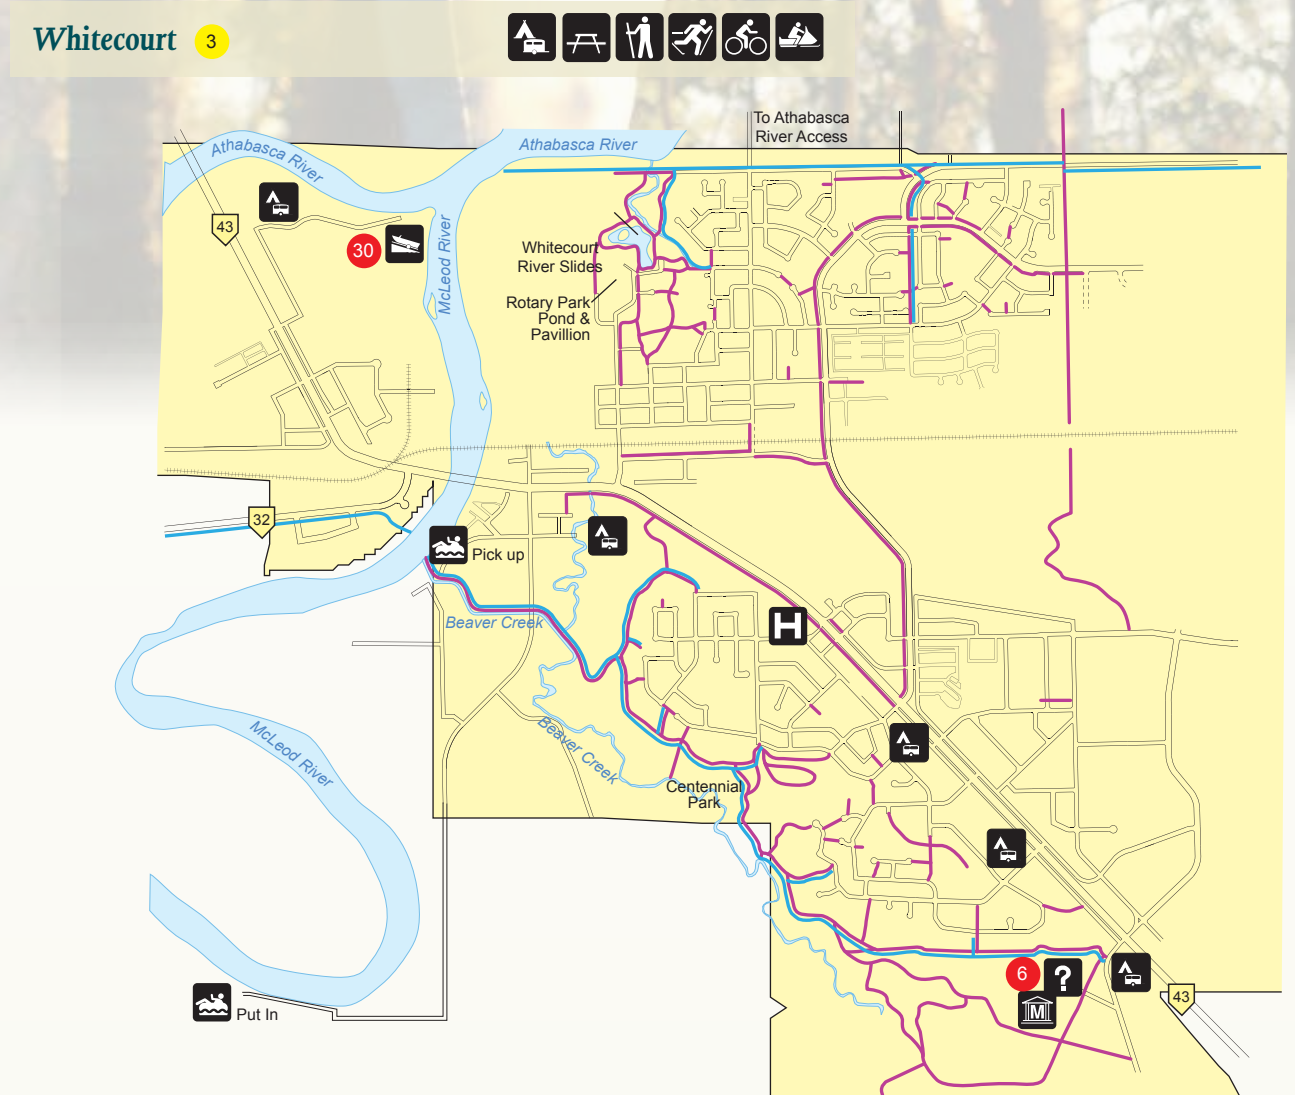 Whitecourt 3
To Athabasca
River Access
Athabasca River
Athabasca River
43
30
McLeod River
Whitecourt
River Slides
Rotary Park
Pond &
Pavillion
32
Pick up
H
Beaver Creek
Beaver Creek
McLeod River
Centennial
Park
6
?
M
43
Put In